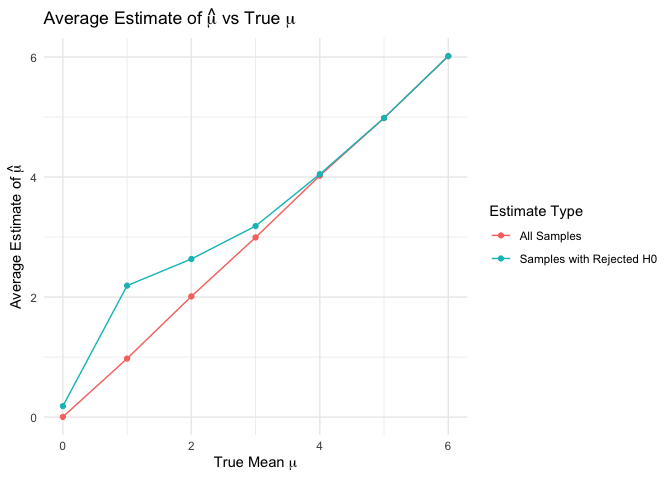 Average Estimate of μ̂ vs True μ
6
4
2
0
Average Estimate of μ̂
0
2
4
6
True Mean μ
Estimate Type
All Samples
Samples with Rejected H0